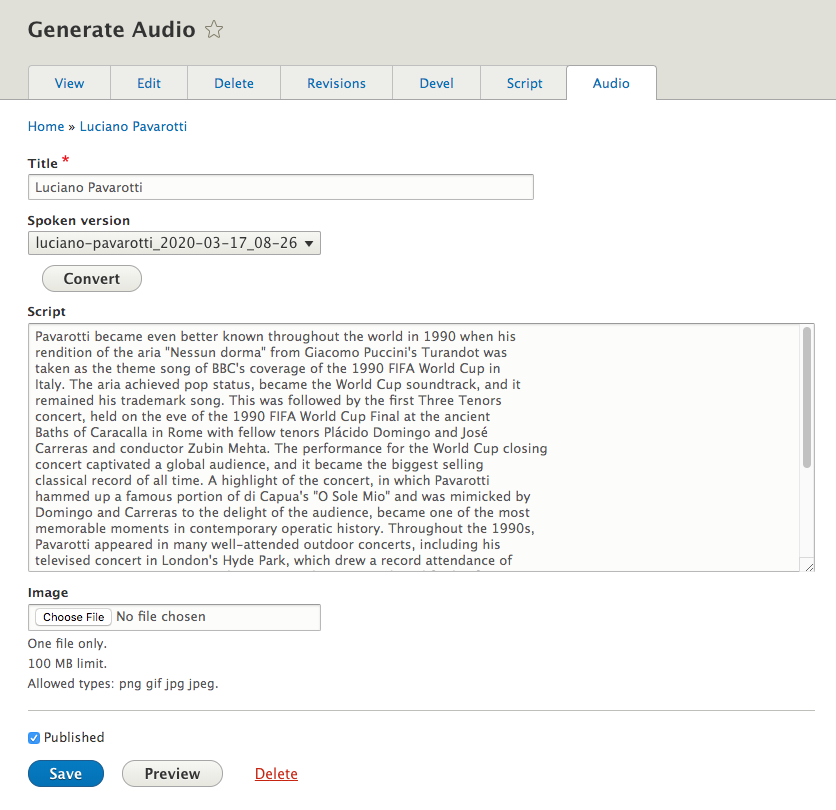 Generate Audio
View Edit Delete Revisions Devel Script Audio
Home » Luciano Pavarotti
Title *
Luciano Pavarotti
Spoken version
luciano-pavarotti_2020-03-17_08-26
Convert
Script
Pavarotti became even better known throughout the world in 1990 when his
rendition of the aria "Nessun dorma" from Giacomo Puccini's Turandot was
taken as the theme song of BBC's coverage of the 1990 FIFA World Cup in
Italy. The aria achieved pop status, became the World Cup soundtrack, and it
remained his trademark song. This was followed by the first Three Tenors
concert, held on the eve of the 1990 FIFA World Cup Final at the ancient
Baths of Caracalla in Rome with fellow tenors Plácido Domingo and José
Carreras and conductor Zubin Mehta. The performance for the World Cup closing
concert captivated a global audience, and it became the biggest selling
classical record of all time. A highlight of the concert, in which Pavarotti
hammed up a famous portion of di Capua's "O Sole Mio" and was mimicked by
Domingo and Carreras to the delight of the audience, became one of the most
memorable moments in contemporary operatic history. Throughout the 1990s,
Pavarotti appeared in many well-attended outdoor concerts, including his
televised concert in London's Hyde Park, which drew a record attendance of
Image
Choose File No file chosen
One file only.
100 MB limit.
Allowed types: png gif jpg jpeg.
Published
Save Preview Delete